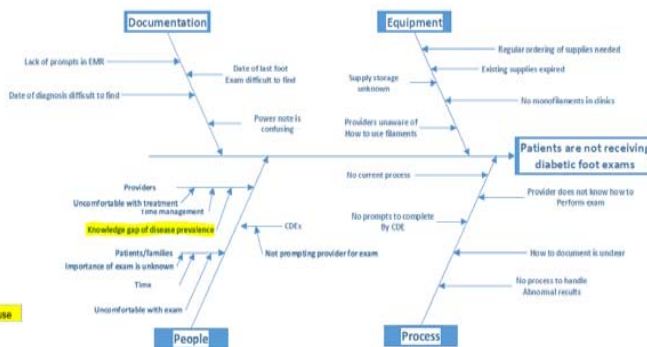 Documentation
Equipment
Lack of prompts in EMR
Date of last foot
Exam difficult to find
Date of diagnosis difficult to find
Power note is
confusing
Regular ordering of supplies needed
Existing supplies expired
Supply storage
unknown
No monofilaments in clinics
Providers unaware of
How to use filaments
Patients are not receiving
diabetic foot exams
Providers
Uncomfortable with treatment
Time management
Knowledge gap of disease prevalence
CDEs
Not prompting provider for exam
Patients/families
Importance of exam is unknown
Time
Uncomfortable with exam
No current process
Provider does not know how to
Perform exam
No prompts to complete
By CDE
How to document is unclear
No process to handle
Abnormal results
People
Process